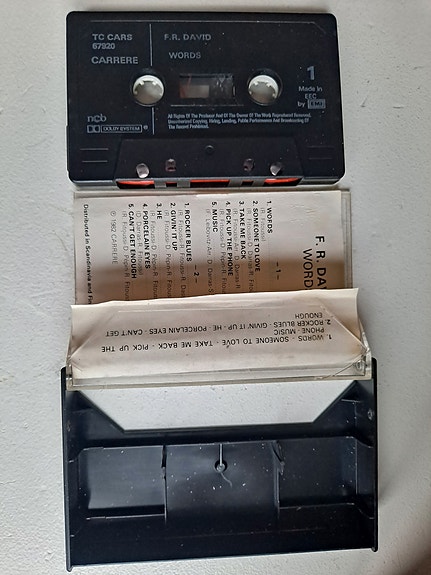 TC CARS
67920
CARRERE
F.R. DAVID
WORDS
1
Made in
EEC
by EMI
ncb
DOLBY SYSTEM
All Rights Of The Producer And Of The Owner Of The Work Reproduced Reserved.
Unauthorized Copying, Hiring, Lending, Public Performance And Broadcasting Of
The Record Prohibited.
F. R. DA
WORD
- 1 -
1. WORDS
2. SOMEONE TO LOVE
3. TAKE ME BACK
4. PICK UP THE PHONE
5. MUSIC
- 2 -
1. ROCKER BLUES
2. GIVIN' IT UP
3. HE
4. PORCELAIN EYES
5. CAN'T GET ENOUGH
© 1982 CARRERE
Distributed in Scandinavia and Fin
1. WORDS · SOMEONE TO LOVE · TAKE ME BACK · PICK UP THE
PHONE · MUSIC
2. ROCKER BLUES · GIVIN' IT UP · HE · PORCELAIN EYES · CAN'T GET
ENOUGH